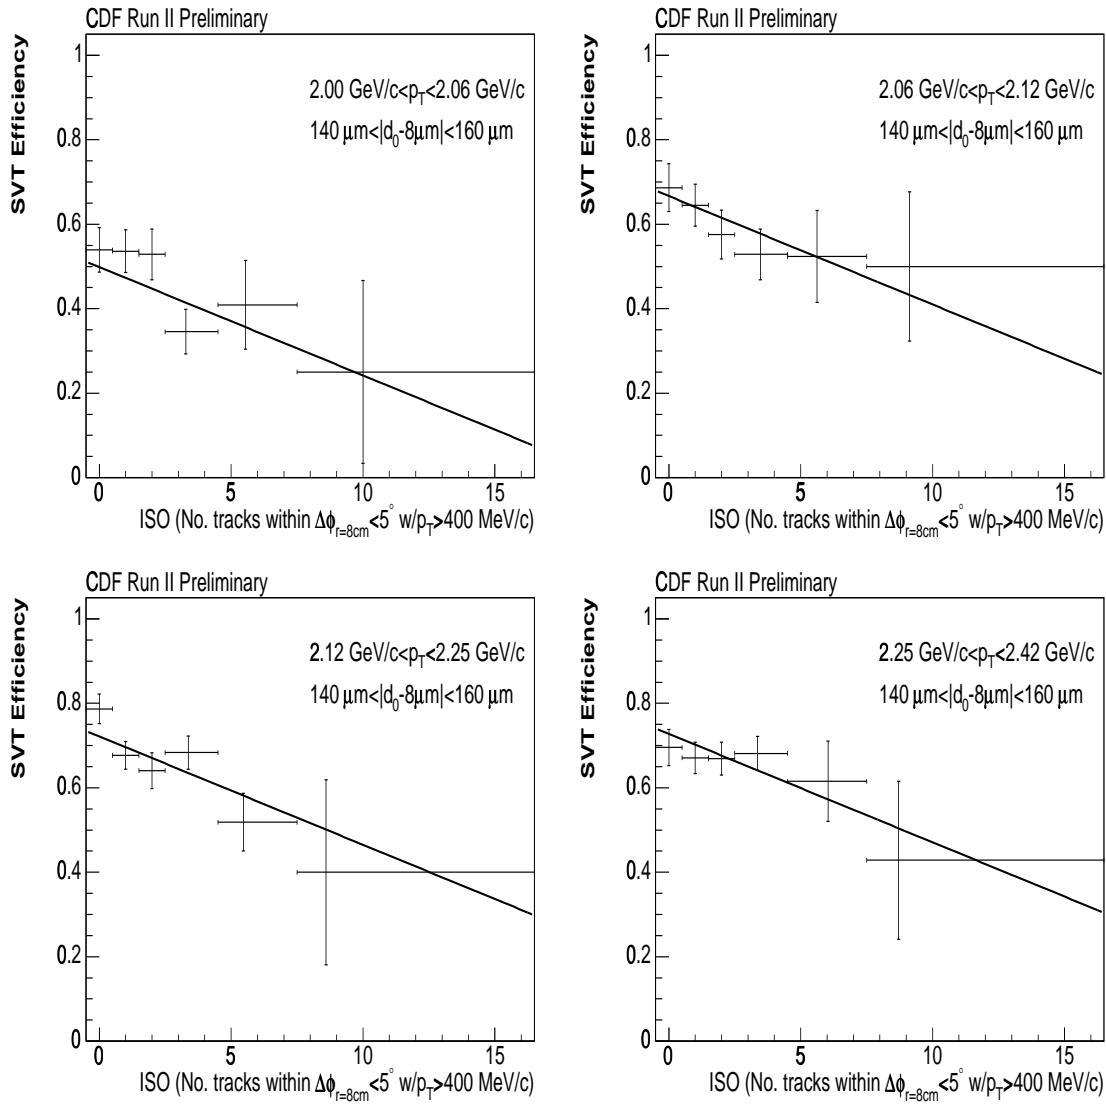 CDF Run II Preliminary
SVT Efficiency
1
0.8
0.6
0.4
0.2
0
2.00 GeV/c<p_T<2.06 GeV/c
140 μm<|d_0-8μm|<160 μm
0 5 10 15
ISO (No. tracks within Δϕ_r=8cm<5° w/p_T>400 MeV/c)
CDF Run II Preliminary
SVT Efficiency
1
0.8
0.6
0.4
0.2
0
2.06 GeV/c<p_T<2.12 GeV/c
140 μm<|d_0-8μm|<160 μm
0 5 10 15
ISO (No. tracks within Δϕ_r=8cm<5° w/p_T>400 MeV/c)
CDF Run II Preliminary
SVT Efficiency
1
0.8
0.6
0.4
0.2
0
2.12 GeV/c<p_T<2.25 GeV/c
140 μm<|d_0-8μm|<160 μm
0 5 10 15
ISO (No. tracks within Δϕ_r=8cm<5° w/p_T>400 MeV/c)
CDF Run II Preliminary
SVT Efficiency
1
0.8
0.6
0.4
0.2
0
2.25 GeV/c<p_T<2.42 GeV/c
140 μm<|d_0-8μm|<160 μm
0 5 10 15
ISO (No. tracks within Δϕ_r=8cm<5° w/p_T>400 MeV/c)